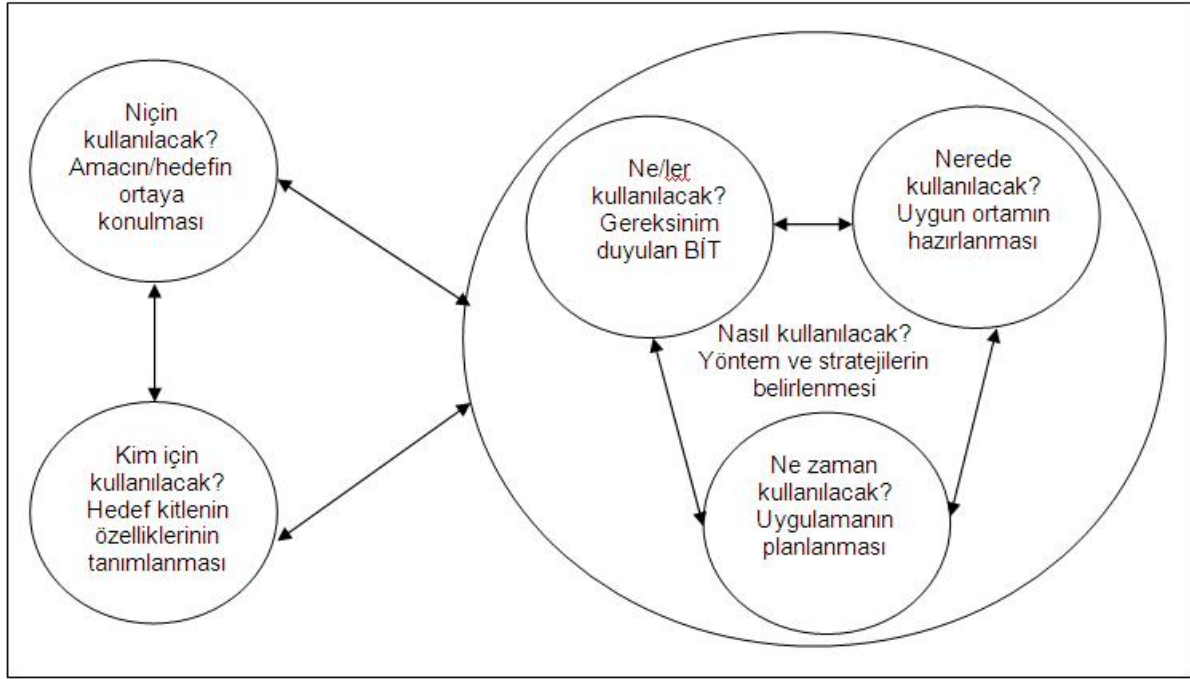 Niçin
kullanılacak?
Amacın/hedefin
ortaya
konulması
Kim için
kullanılacak?
Hedef kitlenin
özelliklerinin
tanımlanması
Ne/ler
kullanılacak?
Gereksinim
duyulan BİT
Nerede
kullanılacak?
Uygun ortamın
hazırlanması
Nasıl kullanılacak?
Yöntem ve stratejilerin
belirlenmesi
Ne zaman
kullanılacak?
Uygulamanın
planlanması